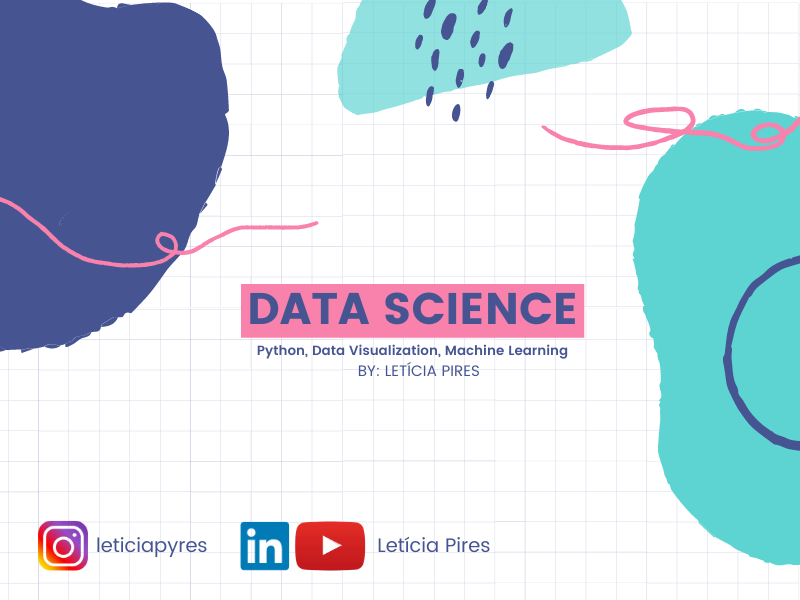 DATA SCIENCE
Python, Data Visualization, Machine Learning
BY: LETÍCIA PIRES
leticiapyres
in
Letícia Pires